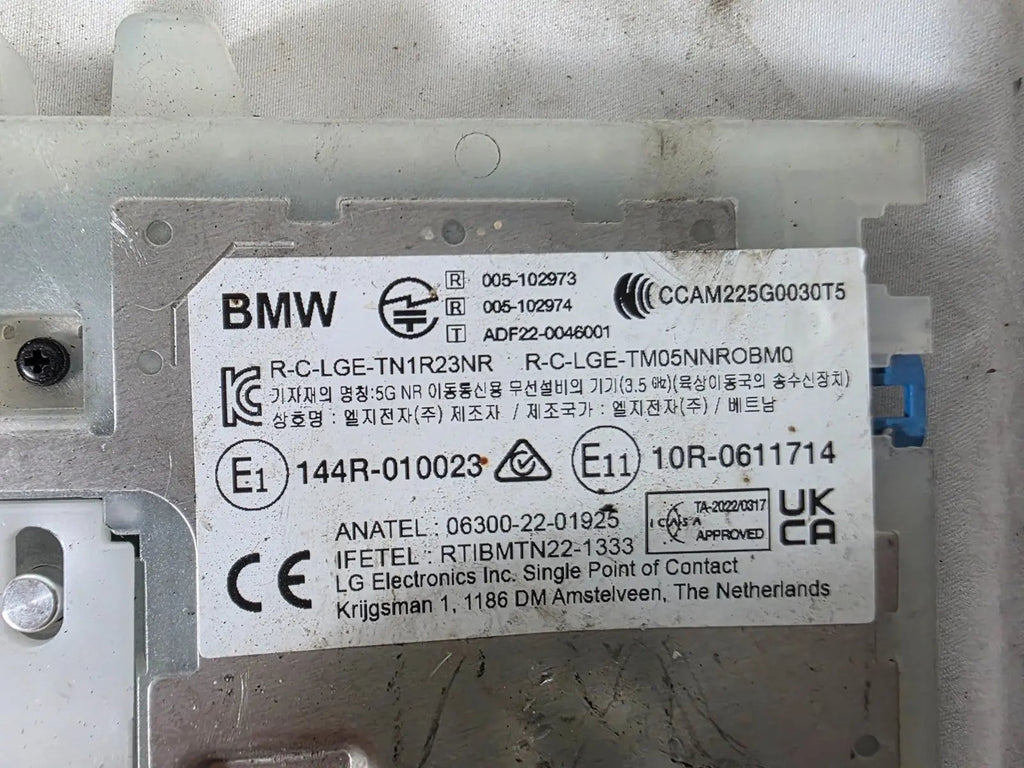 BMW
R 005-102973
R 005-102974
T ADF22-0046001
CCAM225G0030T5
R-C-LGE-TN1R23NR R-C-LGE-TM05NNROBM0
기자재의 명칭:5G NR 이동통신용 무선설비의 기기(3.5 ㎓)(육상이동국의 송수신장치)
상호명 : 엘지전자(주) 제조자 / 제조국가 : 엘지전자(주) / 베트남
E1 144R-010023 E11 10R-0611714
ANATEL : 06300-22-01925
IFETEL : RTIBMTN22-1333
ICASA TA-2022/0317
APPROVED
UK
CA
CE
LG Electronics Inc. Single Point of Contact
Krijgsman 1, 1186 DM Amstelveen, The Netherlands